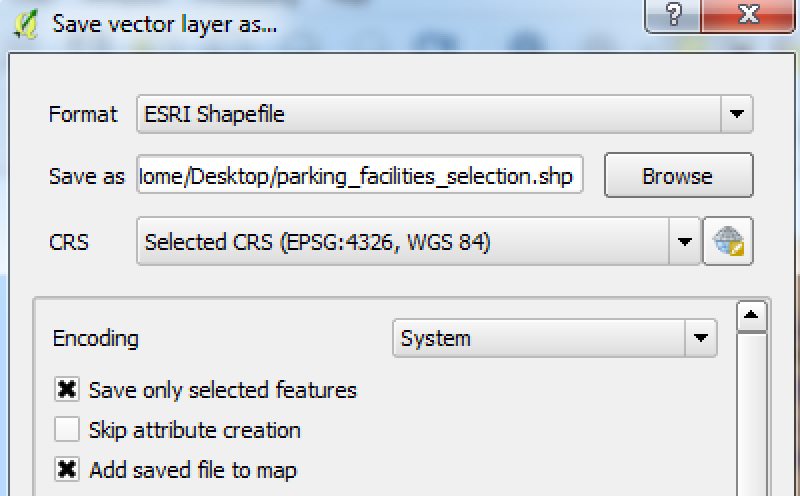 Save vector layer as...
Format ESRI Shapefile
Save as lome/Desktop/parking_facilities_selection.shp Browse
CRS Selected CRS (EPSG:4326, WGS 84)
Encoding System
Save only selected features
Skip attribute creation
Add saved file to map